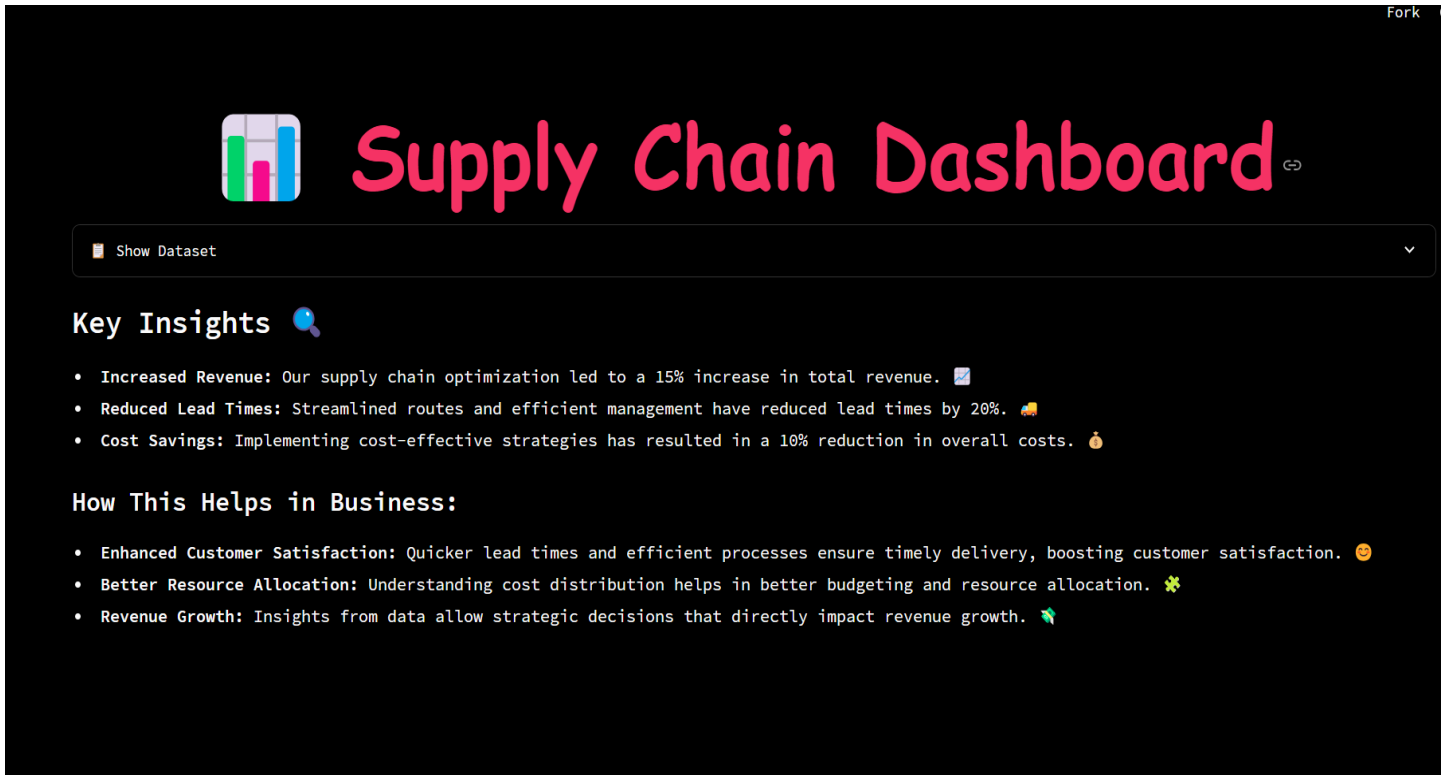 Fork
📊 Supply Chain Dashboard
📋 Show Dataset
Key Insights 🔍
• Increased Revenue: Our supply chain optimization led to a 15% increase in total revenue. 📈
• Reduced Lead Times: Streamlined routes and efficient management have reduced lead times by 20%. 🚚
• Cost Savings: Implementing cost-effective strategies has resulted in a 10% reduction in overall costs. 💰
How This Helps in Business:
• Enhanced Customer Satisfaction: Quicker lead times and efficient processes ensure timely delivery, boosting customer satisfaction. 😊
• Better Resource Allocation: Understanding cost distribution helps in better budgeting and resource allocation. 🧩
• Revenue Growth: Insights from data allow strategic decisions that directly impact revenue growth. 💸